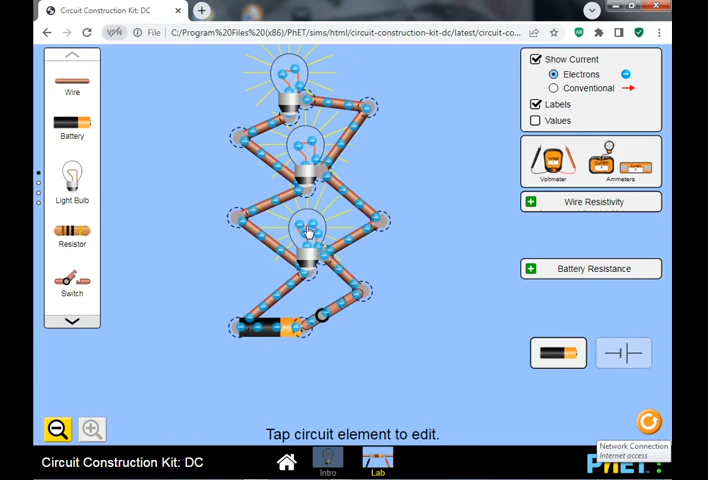 Circuit Construction Kit: DC
File | C:/Program%20Files%20(x86)/PhET/sims/html/circuit-construction-kit-dc/latest/circuit-co...
Wire
Battery
Light Bulb
Resistor
Switch
Show Current
Electrons
Conventional
Labels
Values
Voltmeter
Ammeters
Wire Resistivity
Battery Resistance
Tap circuit element to edit.
Network Connection
Internet access
Circuit Construction Kit: DC
Intro
Lab
PhET